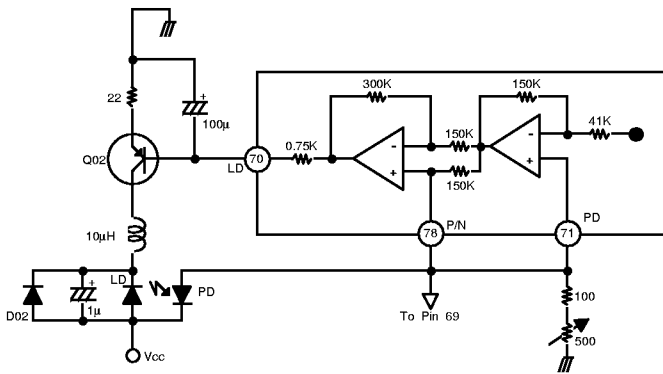 300K
150K
22
41K
+
100μ
0.75K
-
150K
-
Q02
70
LD
+
150K
+
P/N
PD
10μH
78
71
LD
PD
D02
+
1μ
100
To Pin 69
500
Vcc